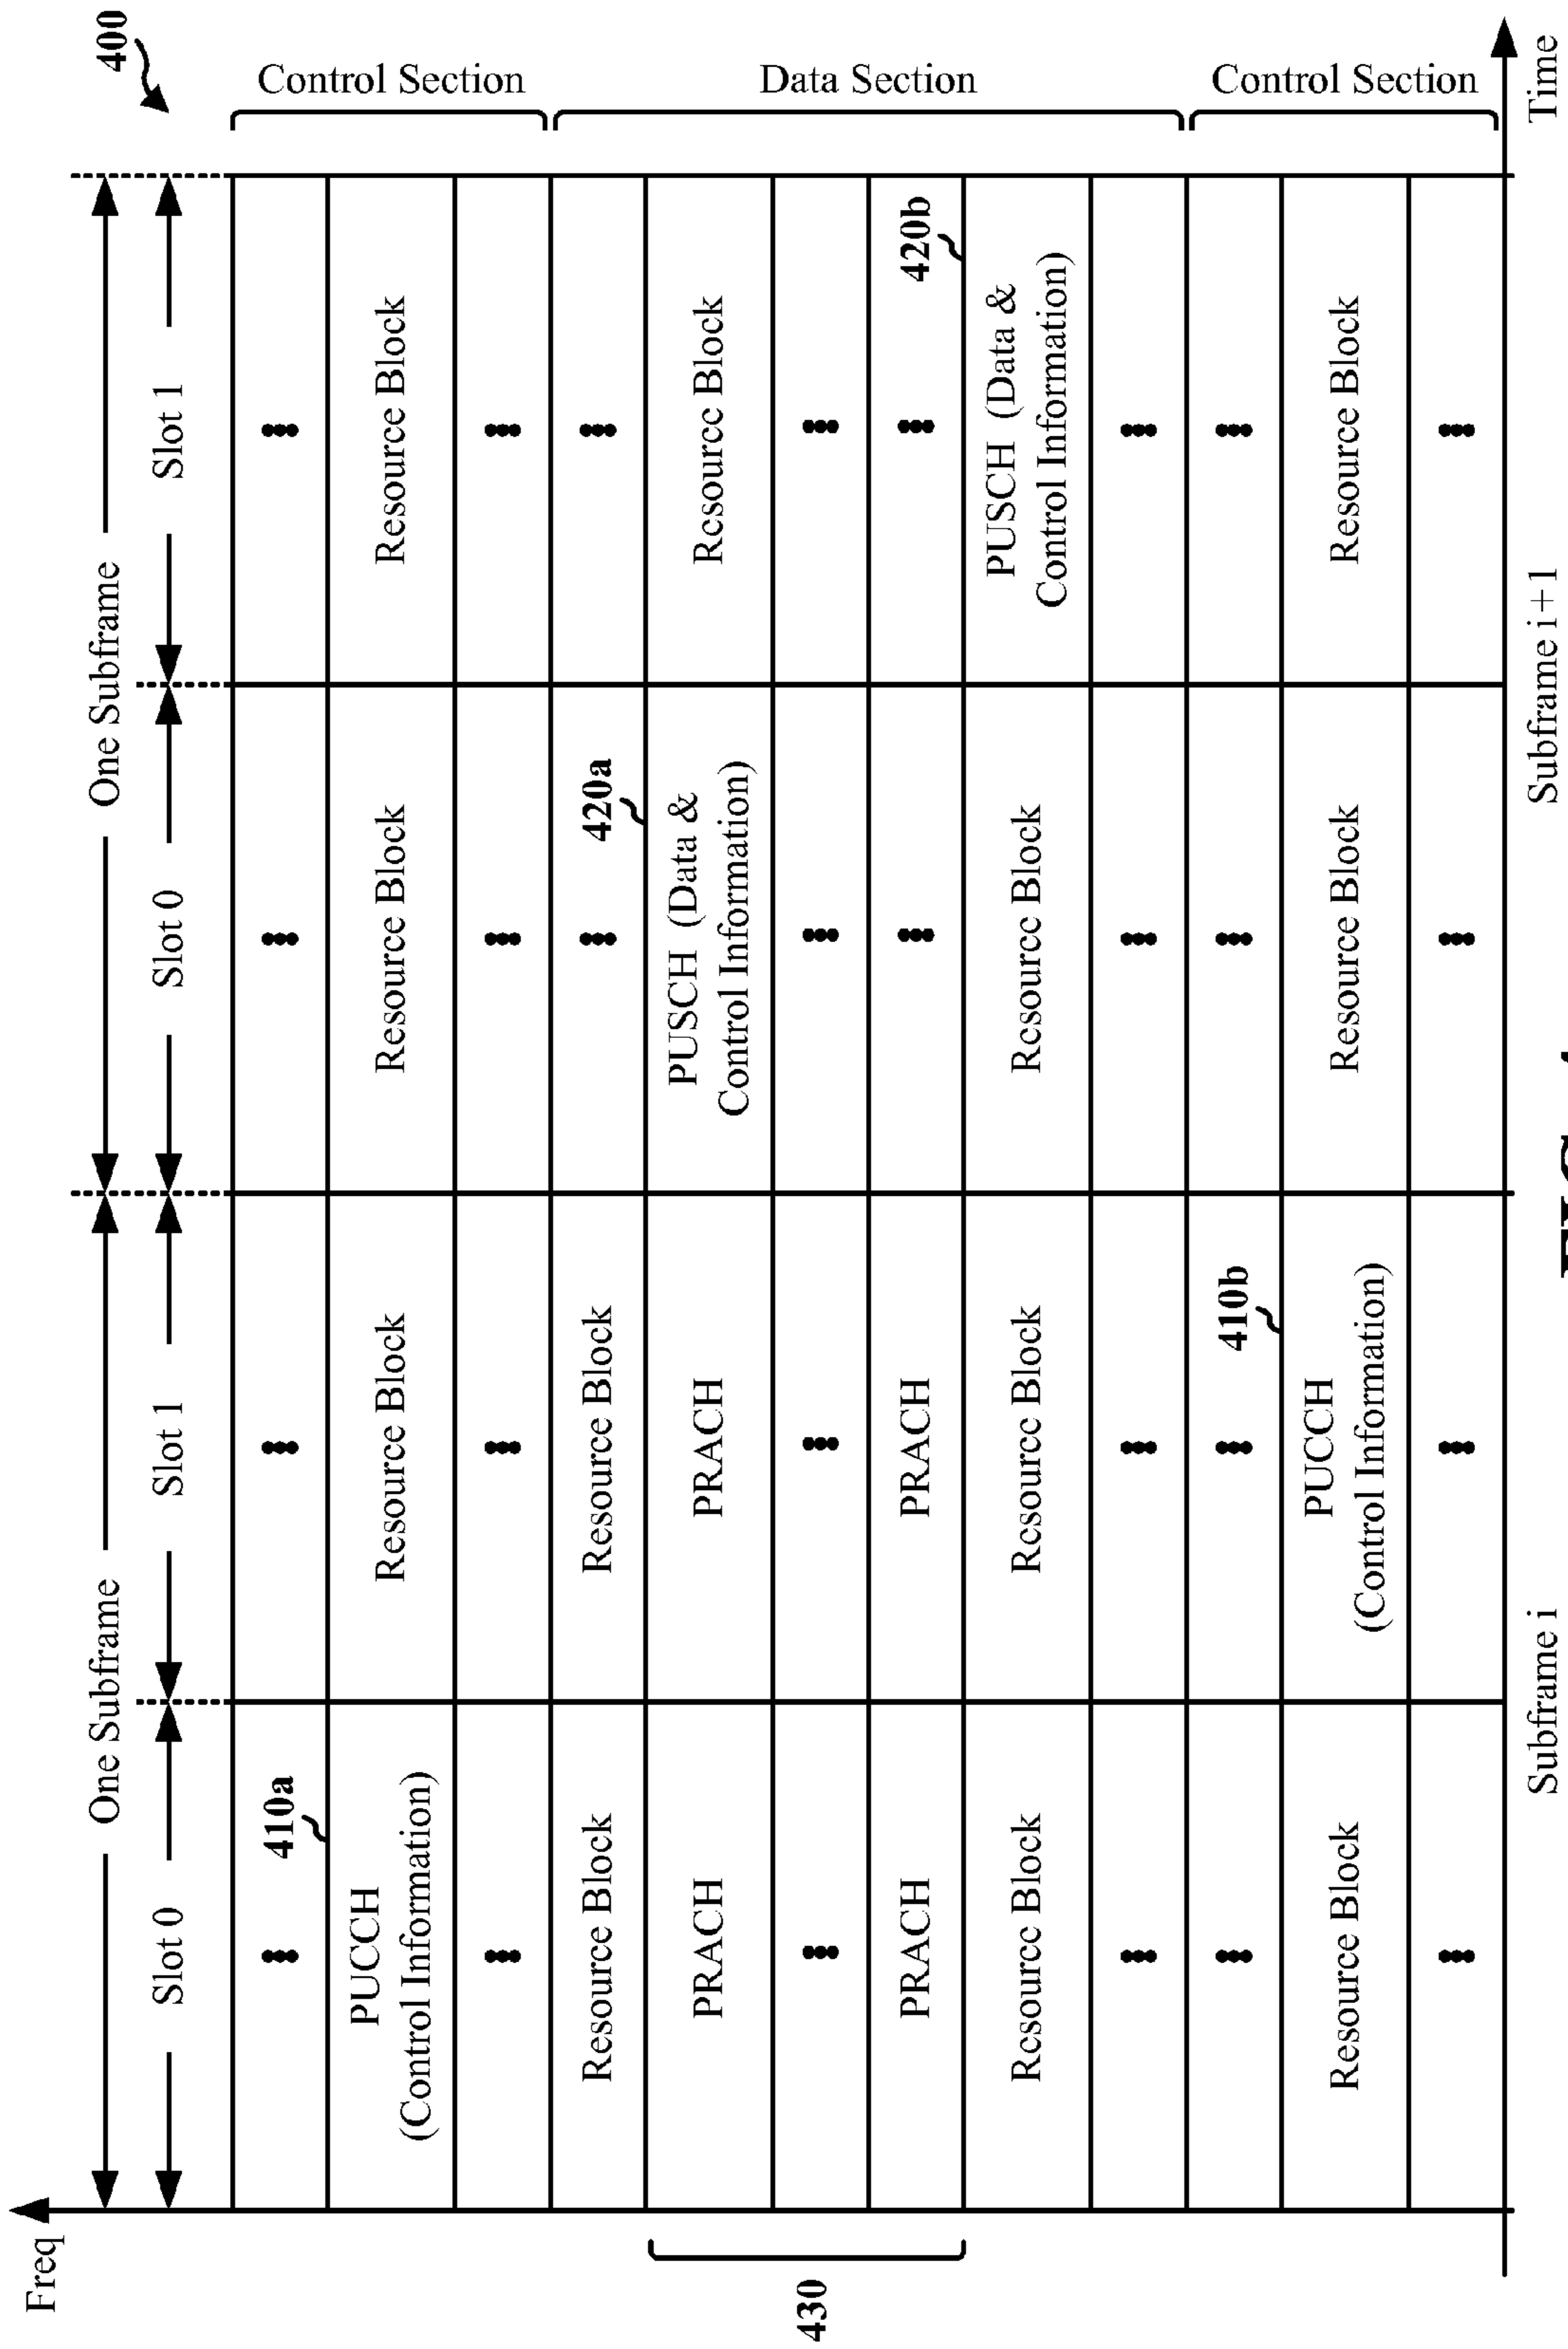 400
Freq
One Subframe
One Subframe
Slot 0
Slot 1
Slot 0
Slot 1
Control Section
Data Section
Control Section
410a
PUCCH
(Control Information)
Resource Block
Resource Block
Resource Block
Resource Block
Resource Block
420a
430
PRACH
PRACH
PUSCH (Data &
Control Information)
Resource Block
PRACH
PRACH
420b
Resource Block
Resource Block
Resource Block
PUSCH (Data &
Control Information)
410b
Resource Block
PUCCH
(Control Information)
Resource Block
Resource Block
Subframe i
Subframe i+1
Time